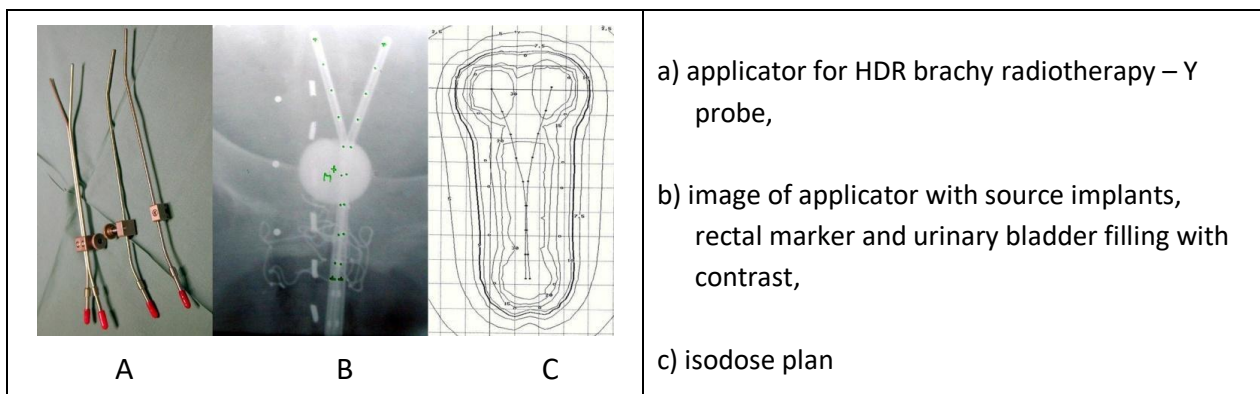 A
B
C
a) applicator for HDR brachy radiotherapy – Y
probe,
b) image of applicator with source implants,
rectal marker and urinary bladder filling with
contrast,
c) isodose plan